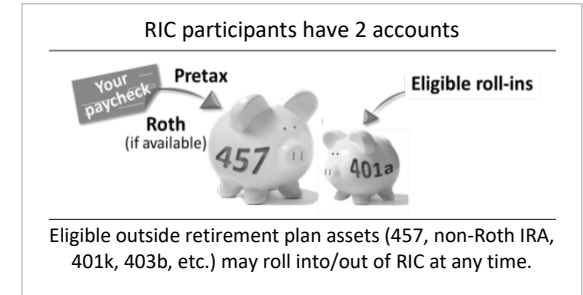 RIC participants have 2 accounts
Your
paycheck
Pretax
Roth
(if available)
Eligible roll-ins
457
401a
Eligible outside retirement plan assets (457, non-Roth IRA,
401k, 403b, etc.) may roll into/out of RIC at any time.